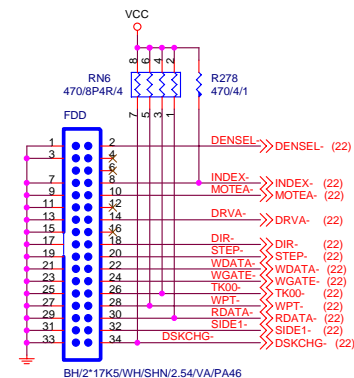 VCC
RN6
470/8P4R/4
R278
470/4/1
8 6 4 2
7 5 3 1
FDD
1 2 DENSEL- DENSEL- (22)
3 4
6
7 8 INDEX- INDEX- (22)
9 10 MOTEA- MOTEA- (22)
11 12
13 14 DRVA- DRVA- (22)
15 16
17 18 DIR- DIR- (22)
19 20 STEP- STEP- (22)
21 22 WDATA- WDATA- (22)
23 24 WGATE- WGATE- (22)
25 26 TK00- TK00- (22)
27 28 WPT- WPT- (22)
29 30 RDATA- RDATA- (22)
31 32 SIDE1- SIDE1- (22)
33 34 DSKCHG- DSKCHG- (22)
BH/2*17K5/WH/SHN/2.54/VA/PA46